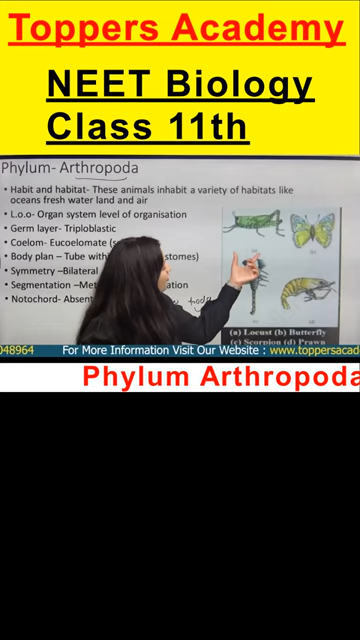 Toppers Academy
NEET Biology
Class 11th
Phylum- Arthropoda
• Habit and habitat- These animals inhabit a variety of habitats like
oceans fresh water land and air
• L.o.o- Organ system level of organisation
• Germ layer- Triploblastic
• Coelom- Eucoelomate
• Body plan – Tube stomes)
• Symmetry –Bilateral
• Segmentation –Met ation
• Notochord- Absent
(a) Locust (b) Butterfly
(c) Scorpion (d) Prawn
048964 For More Information Visit Our Website : www.toppersacad
Phylum Arthropoda